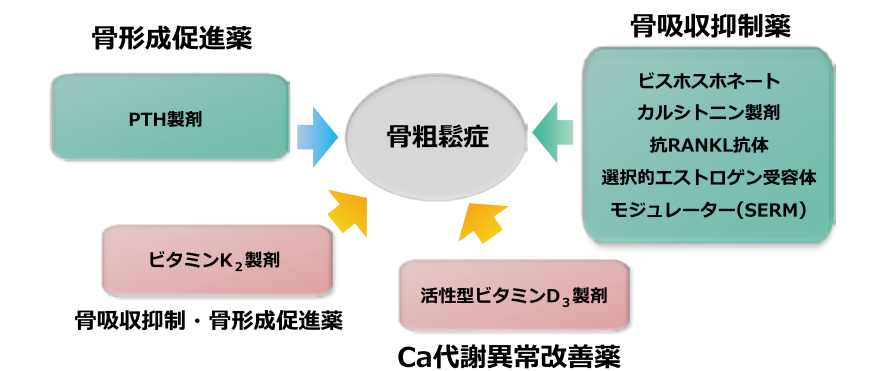 骨形成促進薬
PTH製剤
骨粗鬆症
骨吸収抑制薬
ビスホスホネート
カルシトニン製剤
抗RANKL抗体
選択的エストロゲン受容体
モジュレーター(SERM)
ビタミンK₂製剤
骨吸収抑制・骨形成促進薬
活性型ビタミンD₃製剤
Ca代謝異常改善薬